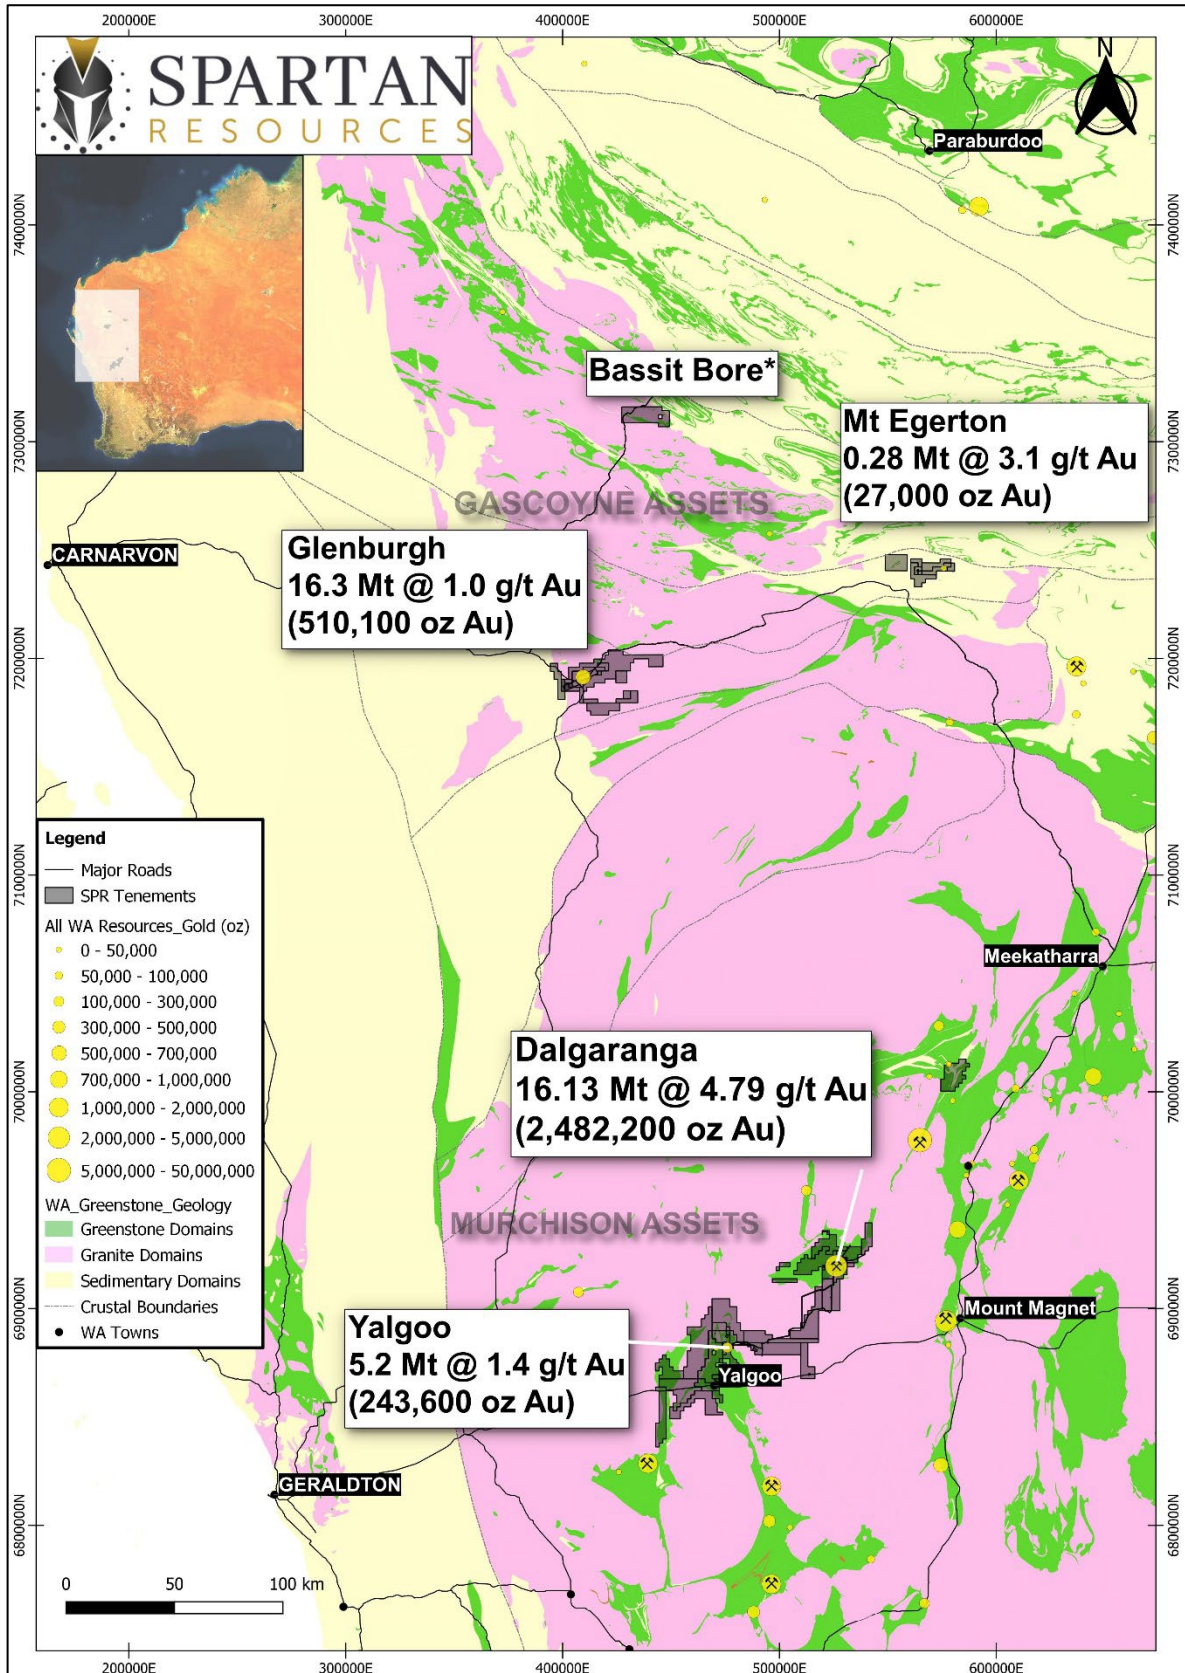 200000E
300000E
400000E
500000E
600000E
SPARTAN
RESOURCES
N
Paraburdoo
7400000N
7400000N
Bassit Bore*
Mt Egerton
0.28 Mt @ 3.1 g/t Au
(27,000 oz Au)
7300000N
7300000N
GASCOYNE ASSETS
CARNARVON
Glenburgh
16.3 Mt @ 1.0 g/t Au
(510,100 oz Au)
7200000N
7200000N
Legend
Major Roads
SPR Tenements
All WA Resources_Gold (oz)
0 - 50,000
50,000 - 100,000
100,000 - 300,000
300,000 - 500,000
500,000 - 700,000
700,000 - 1,000,000
1,000,000 - 2,000,000
2,000,000 - 5,000,000
5,000,000 - 50,000,000
WA_Greenstone_Geology
Greenstone Domains
Granite Domains
Sedimentary Domains
Crustal Boundaries
WA Towns
7100000N
7100000N
Meekatharra
Dalgaranga
16.13 Mt @ 4.79 g/t Au
(2,482,200 oz Au)
7000000N
7000000N
MURCHISON ASSETS
6900000N
6900000N
Mount Magnet
Yalgoo
5.2 Mt @ 1.4 g/t Au
(243,600 oz Au)
Yalgoo
GERALDTON
6800000N
6800000N
0
50
100 km
200000E
300000E
400000E
500000E
600000E